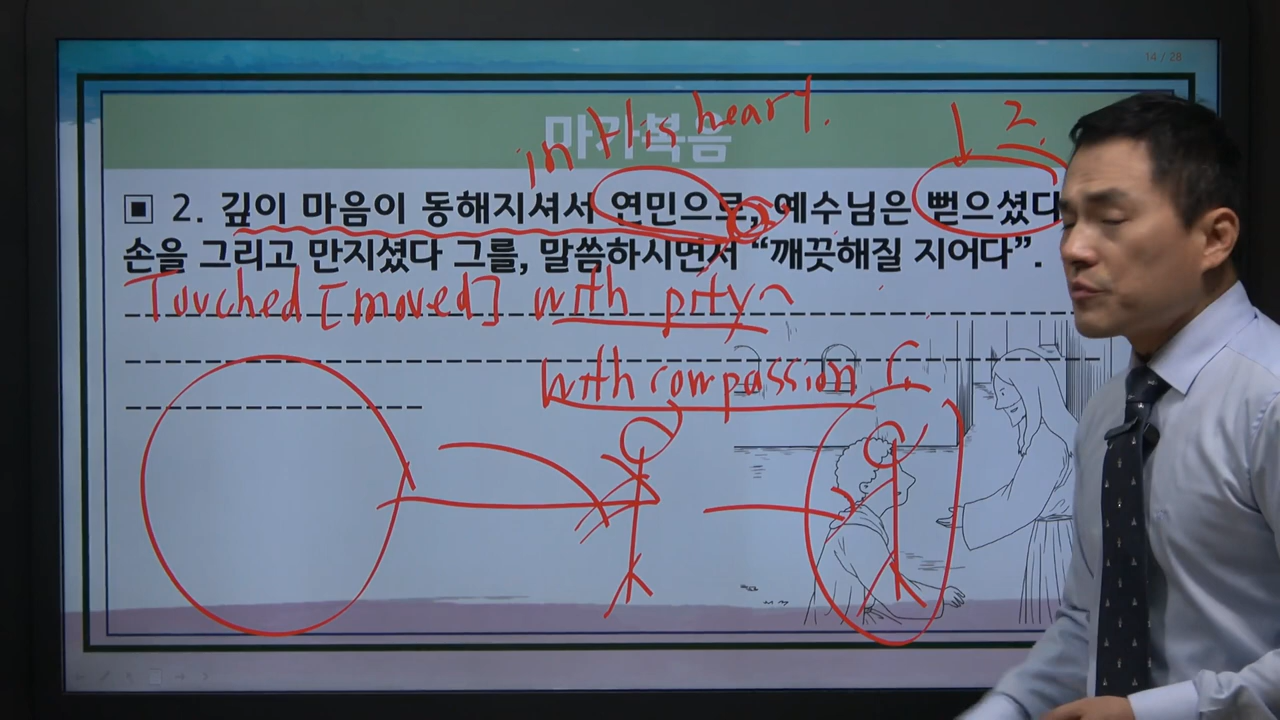 14 / 28
마가복음
in His heart.
2.
▣ 2. 깊이 마음이 동해지셔서 연민으로, 예수님은 뻗으셨다
손을 그리고 만지셨다 그를, 말씀하시면서 “깨끗해질 지어다”.
Touched [moved] with pity
with compassion